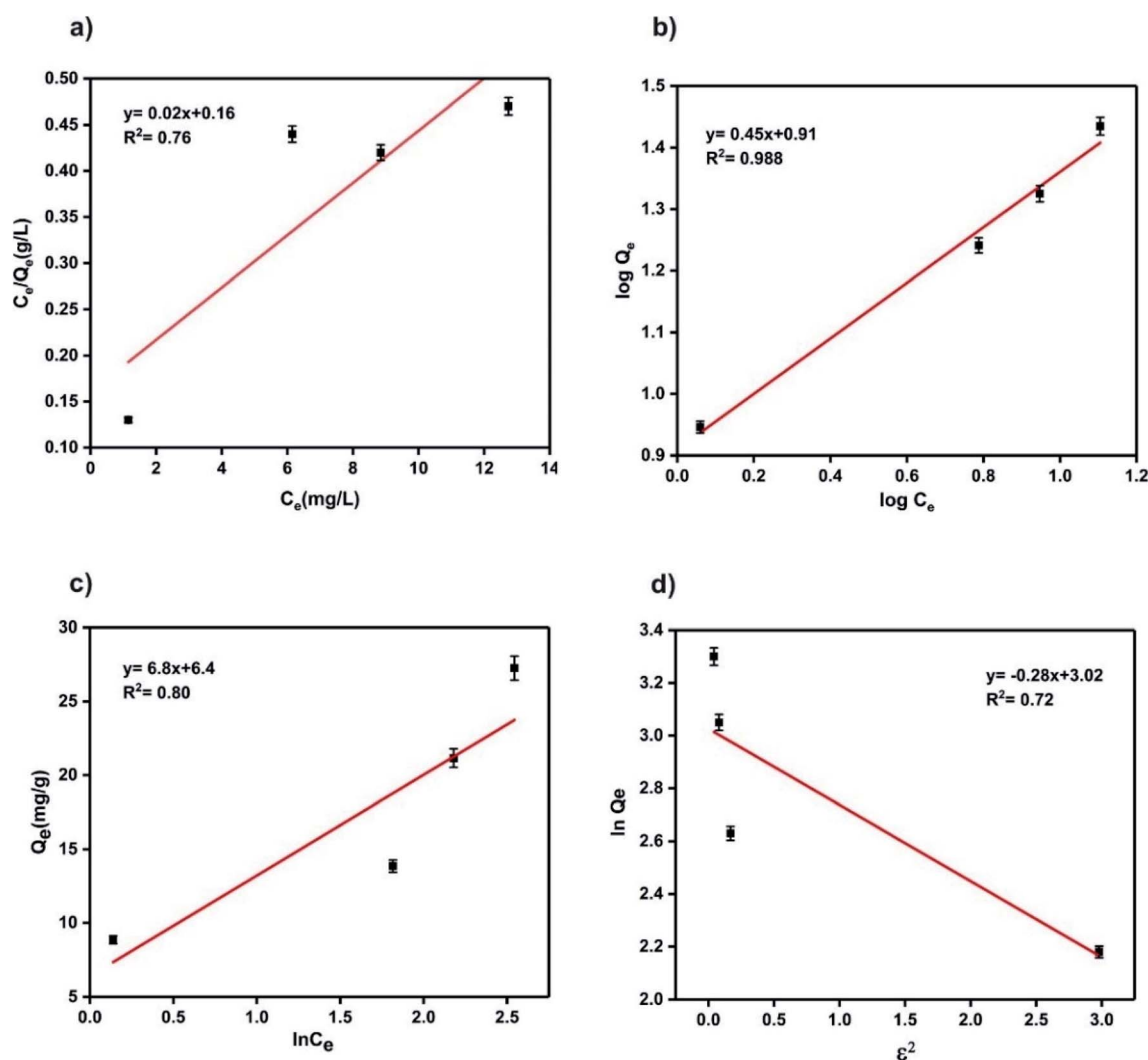 a)
y= 0.02x+0.16
R²= 0.76
0.50
0.45
0.40
0.35
0.30
0.25
0.20
0.15
0.10
Cₑ/Qₑ(g/L)
0 2 4 6 8 10 12 14
Cₑ(mg/L)
b)
y= 0.45x+0.91
R²= 0.988
1.5
1.4
1.3
1.2
1.1
1.0
0.9
log Qₑ
0.0 0.2 0.4 0.6 0.8 1.0 1.2
log Cₑ
c)
y= 6.8x+6.4
R²= 0.80
30
25
20
15
10
5
Qe(mg/g)
0.0 0.5 1.0 1.5 2.0 2.5
lnCe
d)
y= -0.28x+3.02
R²= 0.72
3.4
3.2
3.0
2.8
2.6
2.4
2.2
2.0
ln Qe
0.0 0.5 1.0 1.5 2.0 2.5 3.0
ε²